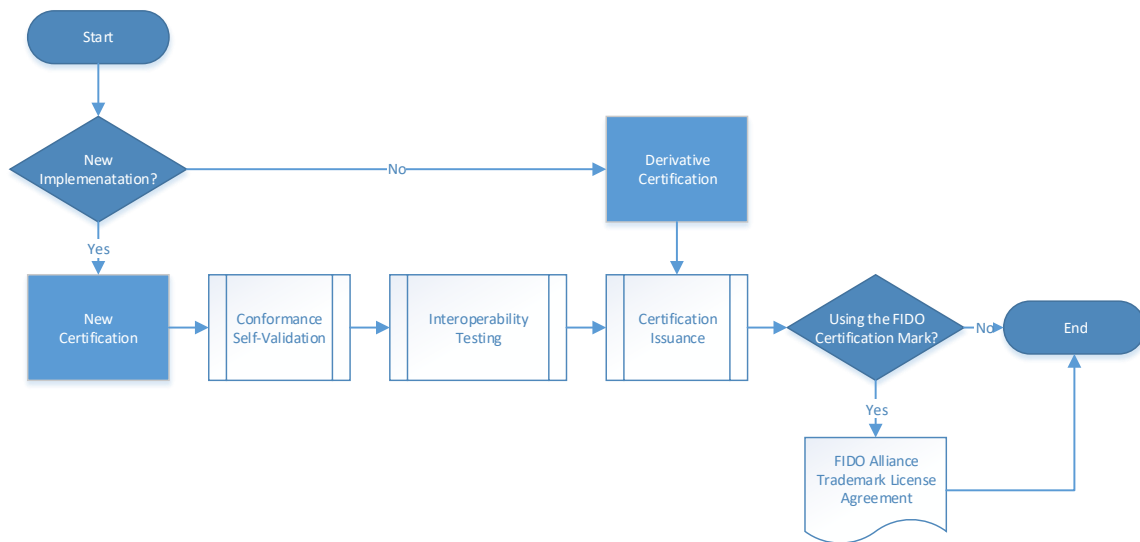 Start
New
Implemenatation?
No
Derivative
Certification
Yes
New
Certification
Conformance
Self-Validation
Interoperability
Testing
Certification
Issuance
Using the FIDO
Certification Mark?
No
End
Yes
FIDO Alliance
Trademark License
Agreement